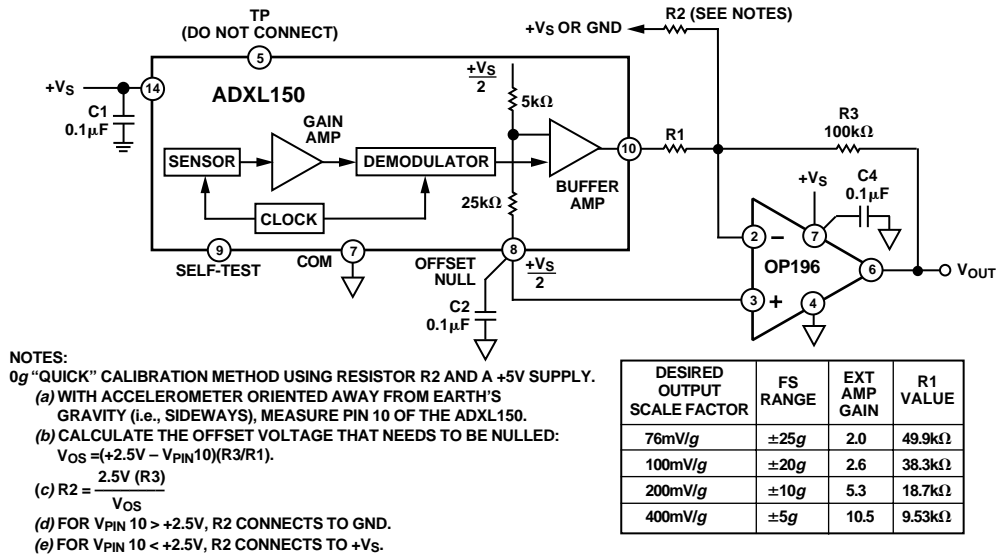 TP
(DO NOT CONNECT)
R2 (SEE NOTES)
+VS OR GND
5
+VS
14
ADXL150
+VS
2
C1
0.1µF
5kΩ
R3
100kΩ
GAIN
AMP
R1
10
SENSOR
DEMODULATOR
+VS
C4
0.1µF
BUFFER
AMP
25kΩ
CLOCK
7
2
–
9
7
8
OP196
6
VOUT
SELF-TEST
COM
OFFSET
NULL
+VS
2
3
+
4
C2
0.1µF
NOTES:
0g “QUICK” CALIBRATION METHOD USING RESISTOR R2 AND A +5V SUPPLY.
(a) WITH ACCELEROMETER ORIENTED AWAY FROM EARTH'S
GRAVITY (i.e., SIDEWAYS), MEASURE PIN 10 OF THE ADXL150.
(b) CALCULATE THE OFFSET VOLTAGE THAT NEEDS TO BE NULLED:
VOS =(+2.5V – VPIN10)(R3/R1).
(c) R2 = 2.5V (R3)
VOS
(d) FOR VPIN 10 > +2.5V, R2 CONNECTS TO GND.
(e) FOR VPIN 10 < +2.5V, R2 CONNECTS TO +VS.
DESIRED OUTPUT SCALE FACTOR FS RANGE EXT AMP GAIN R1 VALUE
76mV/g ±25g 2.0 49.9kΩ
100mV/g ±20g 2.6 38.3kΩ
200mV/g ±10g 5.3 18.7kΩ
400mV/g ±5g 10.5 9.53kΩ